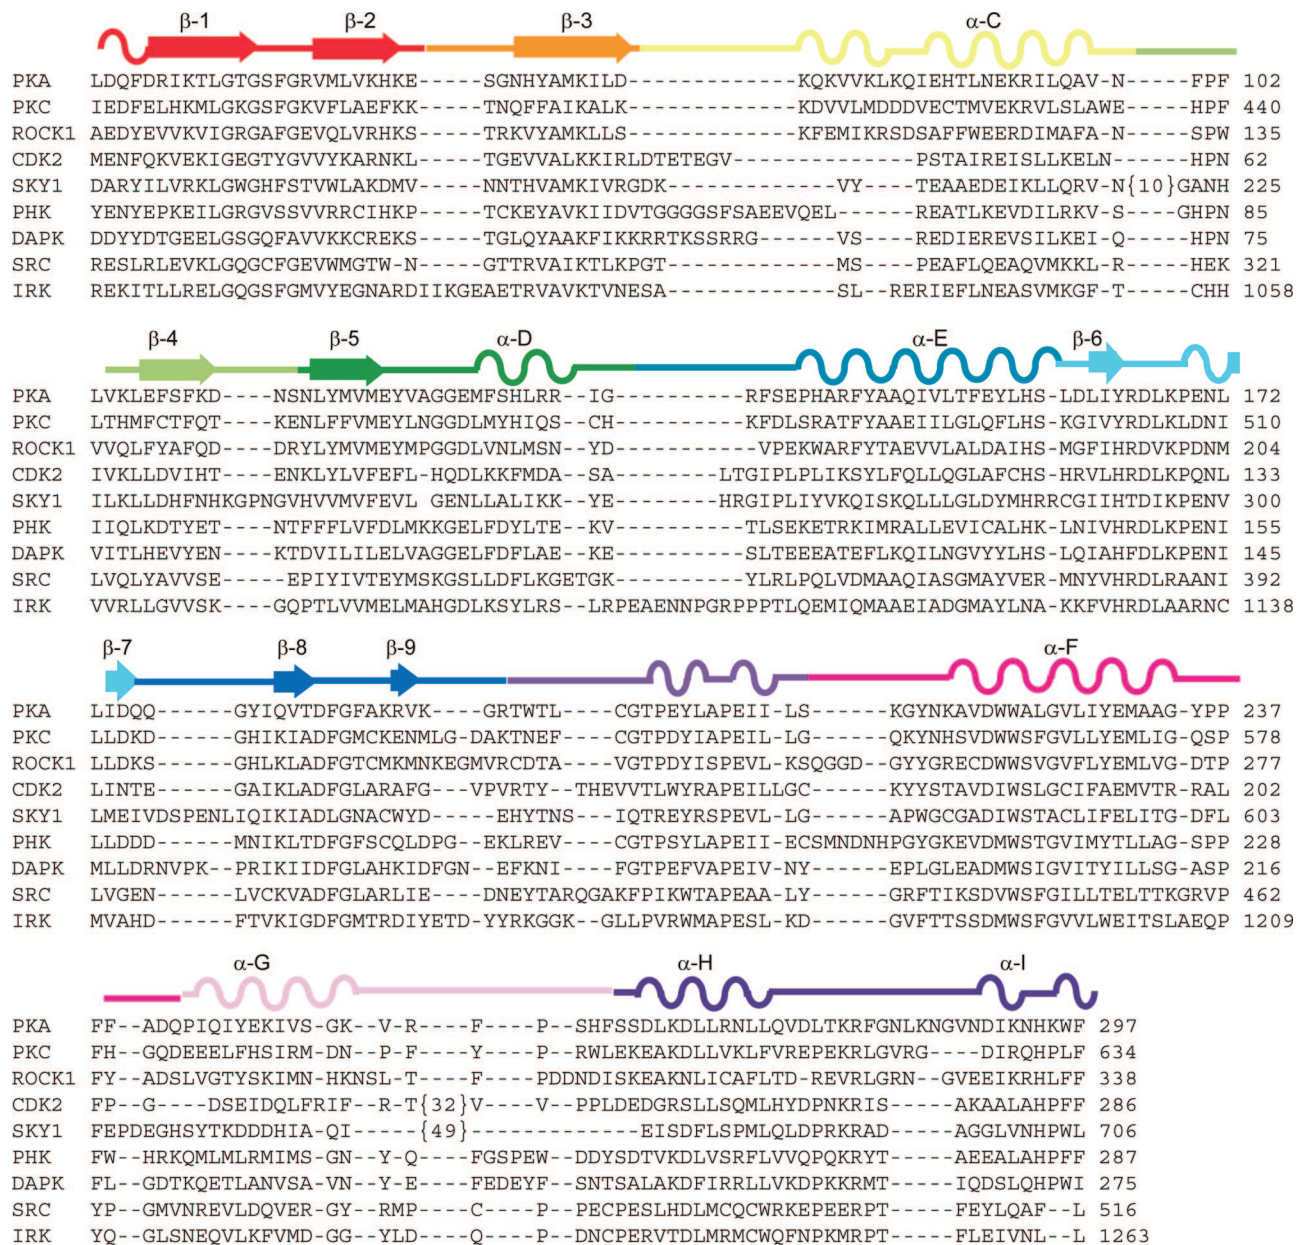 β-1 β-2 β-3 α-C
PKA LDQFDRIKTLGTGSFGRVMLVKHKE-----SGNHYAMKILD-------------KQKVVKLKQIEHTLNEKRILQAV-N------FPF 102
PKC IEDFELHKMLGKGSFGKVFLAEFKK-----TNQFFAIKALK-------------KDVVLMDDDVECTMVEKRVLSLAWE------HPF 440
ROCK1 AEDYEVVKVIGRGAFGEVQLVRHKS-----TRKVYAMKLLS-------------KFEMIKRSDSAFFWEERDIMAFA-N------SPW 135
CDK2 MENFQKVEKIGEGTYGVVYKARNKL-----TGEVVALKKIRLDTETEGV--------------PSTAIREISLLKELN-------HPN 62
SKY1 DARYILVRKLGWGHFSTVWLAKDMV-----NNTHVAMKIVRGDK-------------VY----TEAAEDEIKLLQRV-N{10}GANH 225
PHK YENYEPKEILGRGVSSVVRRCIHKP-----TCKEYAVKIIDVTGGGGSFSAEEVQEL------REATLKEVDILRKV-S----GHPN 85
DAPK DDYYDTGEELGSGQFAVVKKCREKS-----TGLQYAAKFIKKRRTKSSRRG------VS----REDIEREVSILKEI-Q------HPN 75
SRC RESLRLEVKLGQGCFGEVWMGTW-N------GTTRVAIKTLKPGT------------MS----PEAFLQEAQVMKKL-R------HEK 321
IRK REKITLLRELGQGSFGMVYEGNARDIIKGEAETRVAVKTVNESA-------------SL---RERIEFLNEASVMKGF-T-----CHH 1058
β-4 β-5 α-D α-E β-6
PKA LVKLEFSFKD----NSNLYMVMEYVAGGEMFSHLRR--IG----------RFSEPHARFYAAQIVLTFEYLHS-LDLIYRDLKPENL 172
PKC LTHMFCTFQT----KENLFFVMEYLNGGDLMYHIQS--CH----------KFDLSRATFYAAEIILGLQFLHS-KGIVYRDLKLDNI 510
ROCK1 VVQLFYAFQD----DRYLYMVMEYMPGGDLVNLMSN--YD-----------VPEKWARFYTAEVVLALDAIHS-MGFIHRDVKPDNM 204
CDK2 IVKLLDVIHT----ENKLYLVFEFL-HQDLKKFMDA--SA--------LTGIPLPLIKSYLFQLLQGLAFCHS-HRVLHRDLKPQNL 133
SKY1 ILKLLDHFNHKGPNGVHVVMVFEVL GENLLALIKK--YE--------HRGIPLIYVKQISKQLLLGLDYMHRRCGIIHTDIKPENV 300
PHK IIQLKDTYET----NTFFFLVFDLMKKGELFDYLTE--KV----------TLSEKETRKIMRALLEVICALHK-LNIVHRDLKPENI 155
DAPK VITLHEVYEN----KTDVILILELVAGGELFDFLAE--KE----------SLTEEEATEFLKQILNGVYYLHS-LQIAHFDLKPENI 145
SRC LVQLYAVVSE-----EPIYIVTEYMSKGSLLDFLKGETGK----------YLRLPQLVDMAAQIASGMAYVER-MNYVHRDLRAANI 392
IRK VVRLLGVVSK----GQPTLVVMELMAHGDLKSYLRS--LRPEAENNPGRPPPTLQEMIQMAAEIADGMAYLNA-KKFVHRDLAARNC 1138
β-7 β-8 β-9 α-F
PKA LIDQQ------GYIQVTDFGFAKRVK----GRTWTL----CGTPEYLAPEII-LS------KGYNKAVDWWALGVLIYEMAAG-YPP 237
PKC LLDKD------GHIKIADFGMCKENMLG-DAKTNEF----CGTPDYIAPEIL-LG------QKYNHSVDWWSFGVLLYEMLIG-QSP 578
ROCK1 LLDKS------GHLKLADFGTCMKMNKEGMVRCDTA----VGTPDYISPEVL-KSQGGD-GYYGRECDWWSVGVFLYEMLVG-DTP 277
CDK2 LINTE------GAIKLADFGLARAFG---VPVRTY-THEVVTLWYRAPEILLGC------KYYSTAVDIWSLGCIFAEMVTR-RAL 202
SKY1 LMEIVDSPENLIQIKIADLGNACWYD-----EHYTNS---IQTREYRSPEVL-LG------APWGCGADIWSTACLIFELITG-DFL 603
PHK LLDDD------MNIKLTDFGFSCQLDPG--EKLREV----CGTPSYLAPEII-ECSMNDNHPGYGKEVDMWSTGVIMYTLLAG-SPP 228
DAPK MLLDRNVPK--PRIKIIDFGLAHKIDFGN--EFKNI----FGTPEFVAPEIV-NY------EPLGLEADMWSIGVITYILLSG-ASP 216
SRC LVGEN------LVCKVADFGLARLIE----DNEYTARQGAKFPIKWTAPEAA-LY------GRFTIKSDVWSFGILLTELTTKGRVP 462
IRK MVAHD------FTVKIGDFGMTRDIYETD-YYRKGGK--GLLPVRWMAPESL-KD------GVFTTSSDMWSFGVVLWEITSLAEQP 1209
α-G α-H α-I
PKA FF--ADQPIQIYEKIVS-GK--V-R----F----P--SHFSSDLKDLLRNLLQVDLTKRFGNLKNGVNDIKNHKWF 297
PKC FH--GQDEEELFHSIRM-DN--P-F----Y----P--RWLEKEAKDLLVKLFVREPEKRLGVRG----DIRQHPLF 634
ROCK1 FY--ADSLVGTYSKIMN-HKNSL-T----F----PDDNDISKEAKNLICAFLTD-REVRLGRN--GVEEIKRHLFF 338
CDK2 FP--G----DSEIDQLFRIF--R-T{32}V----V--PPLDEDGRSLLSQMLHYDPNKRIS-----AKAALAHPFF 286
SKY1 FEPDEGHSYTKDDDHIA-QI-----{49}------------EISDFLSPMLQLDPRKRAD-----AGGLVNHPWL 706
PHK FW--HRKQMLMLRMIMS-GN--Y-Q----FGSPEW--DDYSDTVKDLVSRFLVVQPQKRYT-----AEEALAHPFF 287
DAPK FL--GDTKQETLANVSA-VN--Y-E----FEDEYF--SNTSALAKDFIRRLLVKDPKKRMT-----IQDSLQHPWI 275
SRC YP--GMVNREVLDQVER-GY--RMP----C----P--PECPESLHDLMCQCWRKEPEERPT-----FEYLQAF--L 516
IRK YQ--GLSNEQVLKFVMD-GG--YLD----Q----P--DNCPERVTDLMRMCWQFNPKMRPT-----FLEIVNL--L 1263